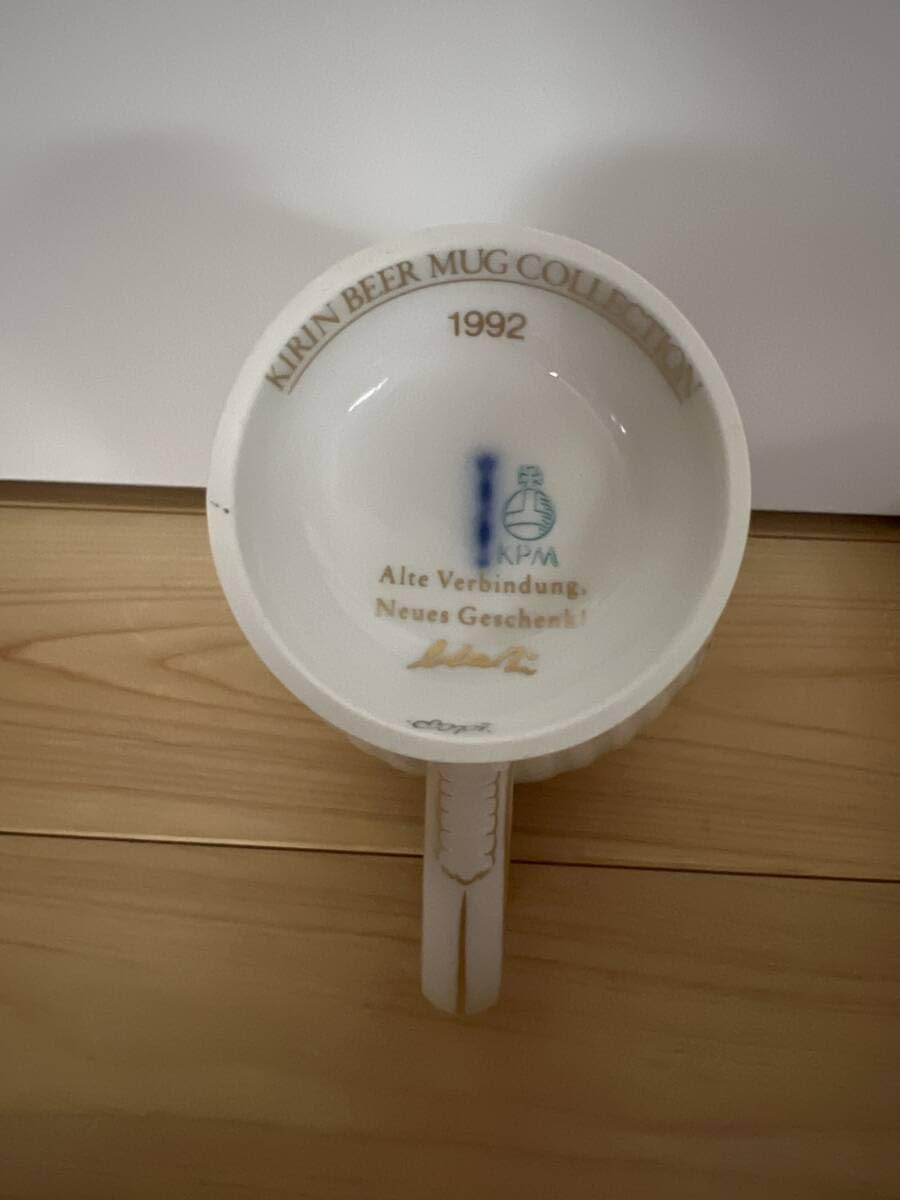 KIRIN BEER MUG COLLECTION
1992
KPM
Alte Verbindung,
Neues Geschenk!